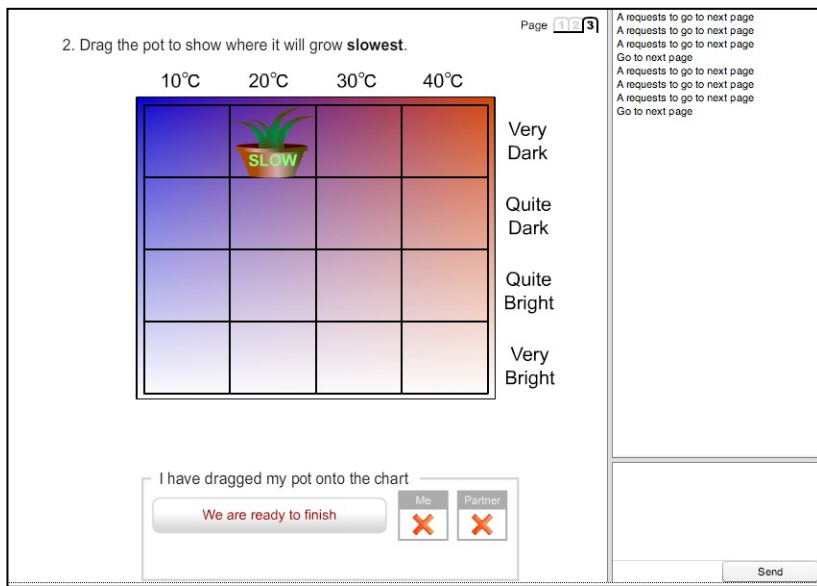 Page 1 2 3
2. Drag the pot to show where it will grow slowest.
10°C 20°C 30°C 40°C
SLOW
Very
Dark
Quite
Dark
Quite
Bright
Very
Bright
I have dragged my pot onto the chart
We are ready to finish
Me
Partner
A requests to go to next page
A requests to go to next page
A requests to go to next page
Go to next page
A requests to go to next page
A requests to go to next page
A requests to go to next page
Go to next page
Send